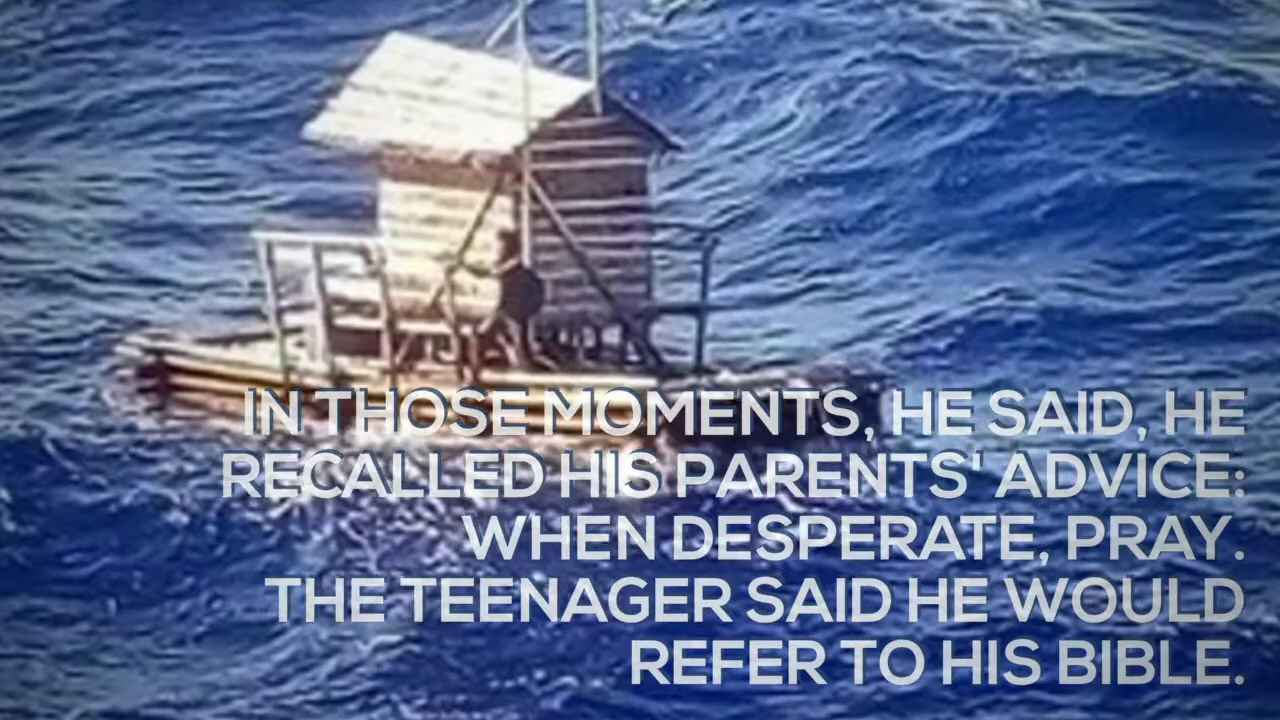 IN THOSE MOMENTS, HE SAID, HE
RECALLED HIS PARENTS' ADVICE:
WHEN DESPERATE, PRAY.
THE TEENAGER SAID HE WOULD
REFER TO HIS BIBLE.